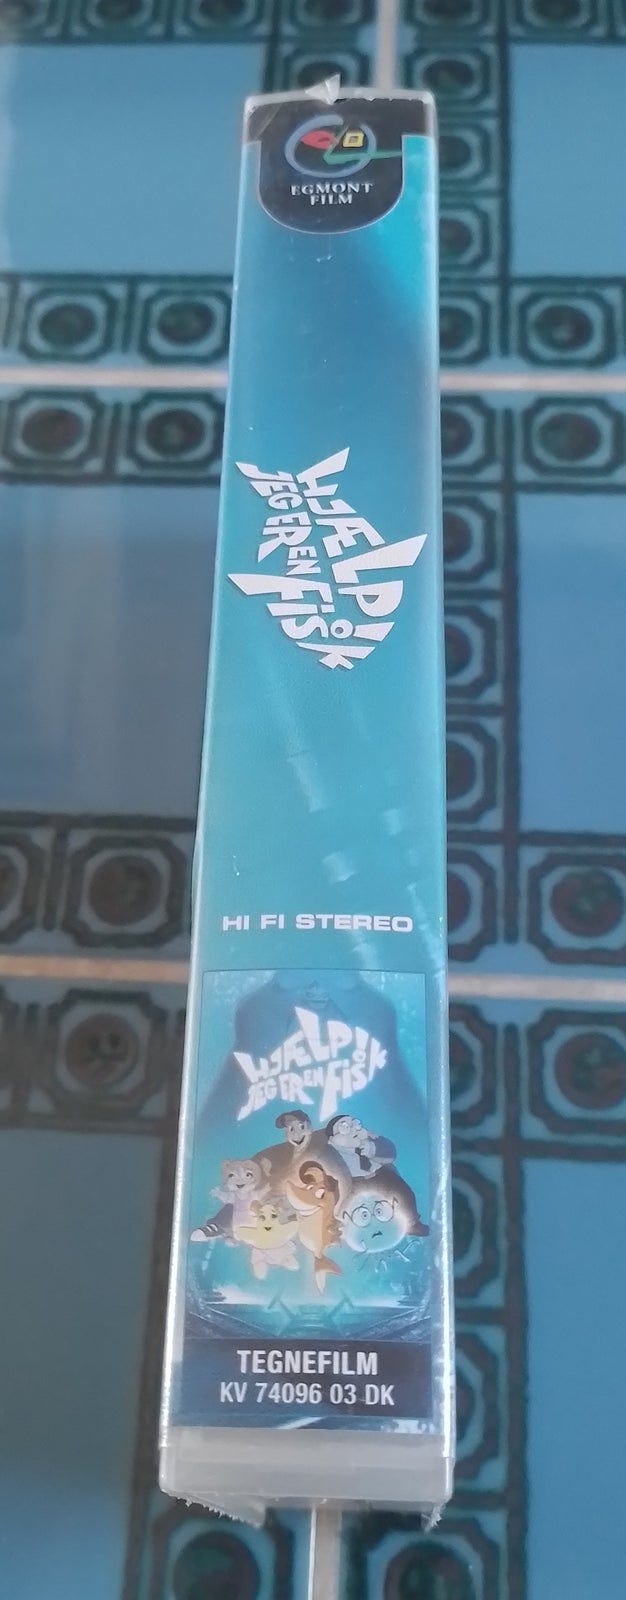 EGMONT
FILM
HJÆLP!
JEG ER EN FiSK
HI FI STEREO
HJÆLP!
JEG ER EN FiSK
TEGNEFILM
KV 74096 03 DK